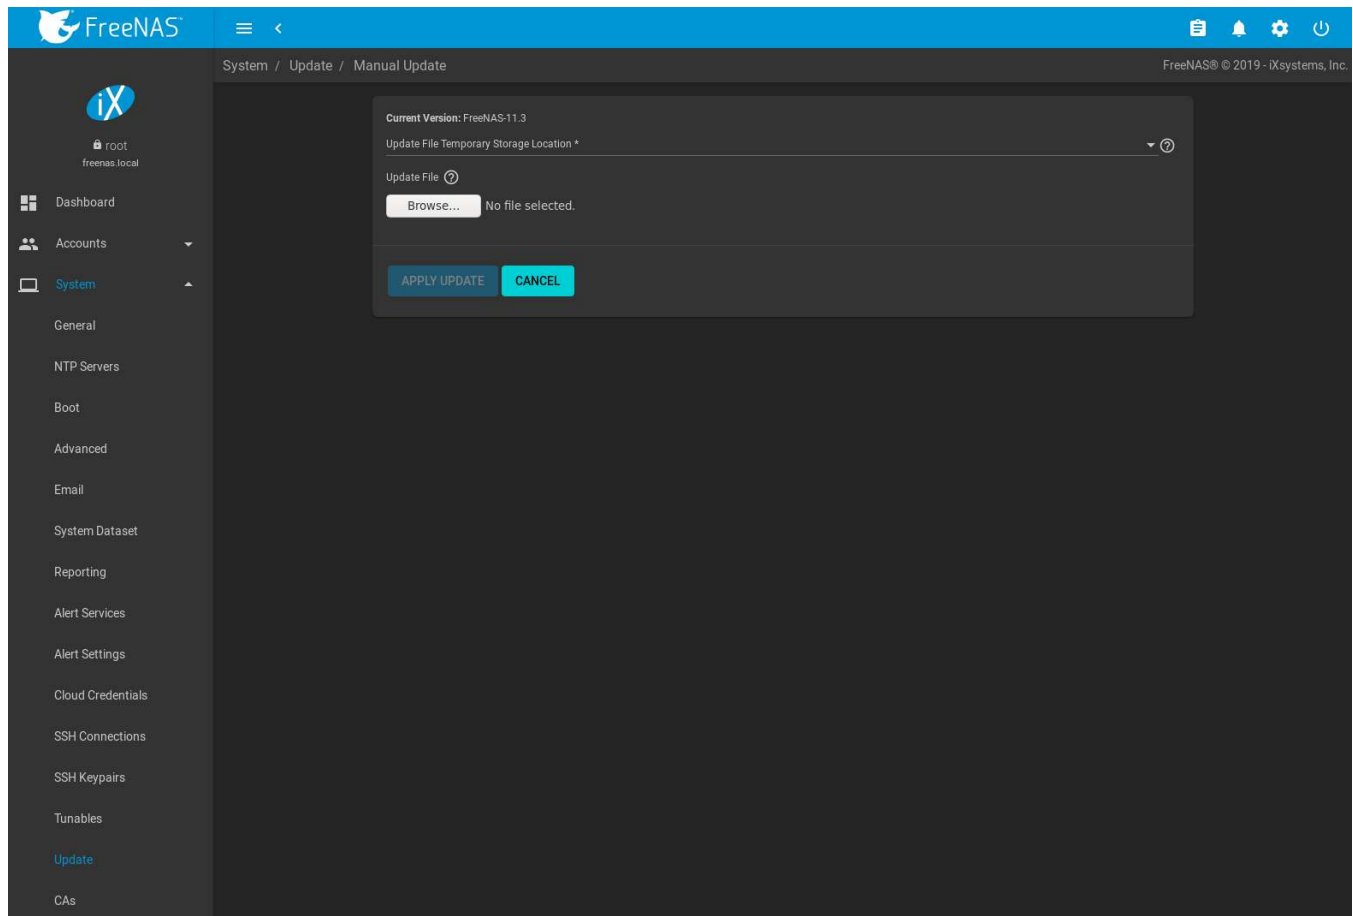 FreeNAS®
System / Update / Manual Update
FreeNAS® © 2019 - iXsystems, Inc.
iX
root
freenas.local
Dashboard
Accounts
System
General
NTP Servers
Boot
Advanced
Email
System Dataset
Reporting
Alert Services
Alert Settings
Cloud Credentials
SSH Connections
SSH Keypairs
Tunables
Update
CAs
Current Version: FreeNAS-11.3
Update File Temporary Storage Location *
Update File
Browse... No file selected.
APPLY UPDATE CANCEL